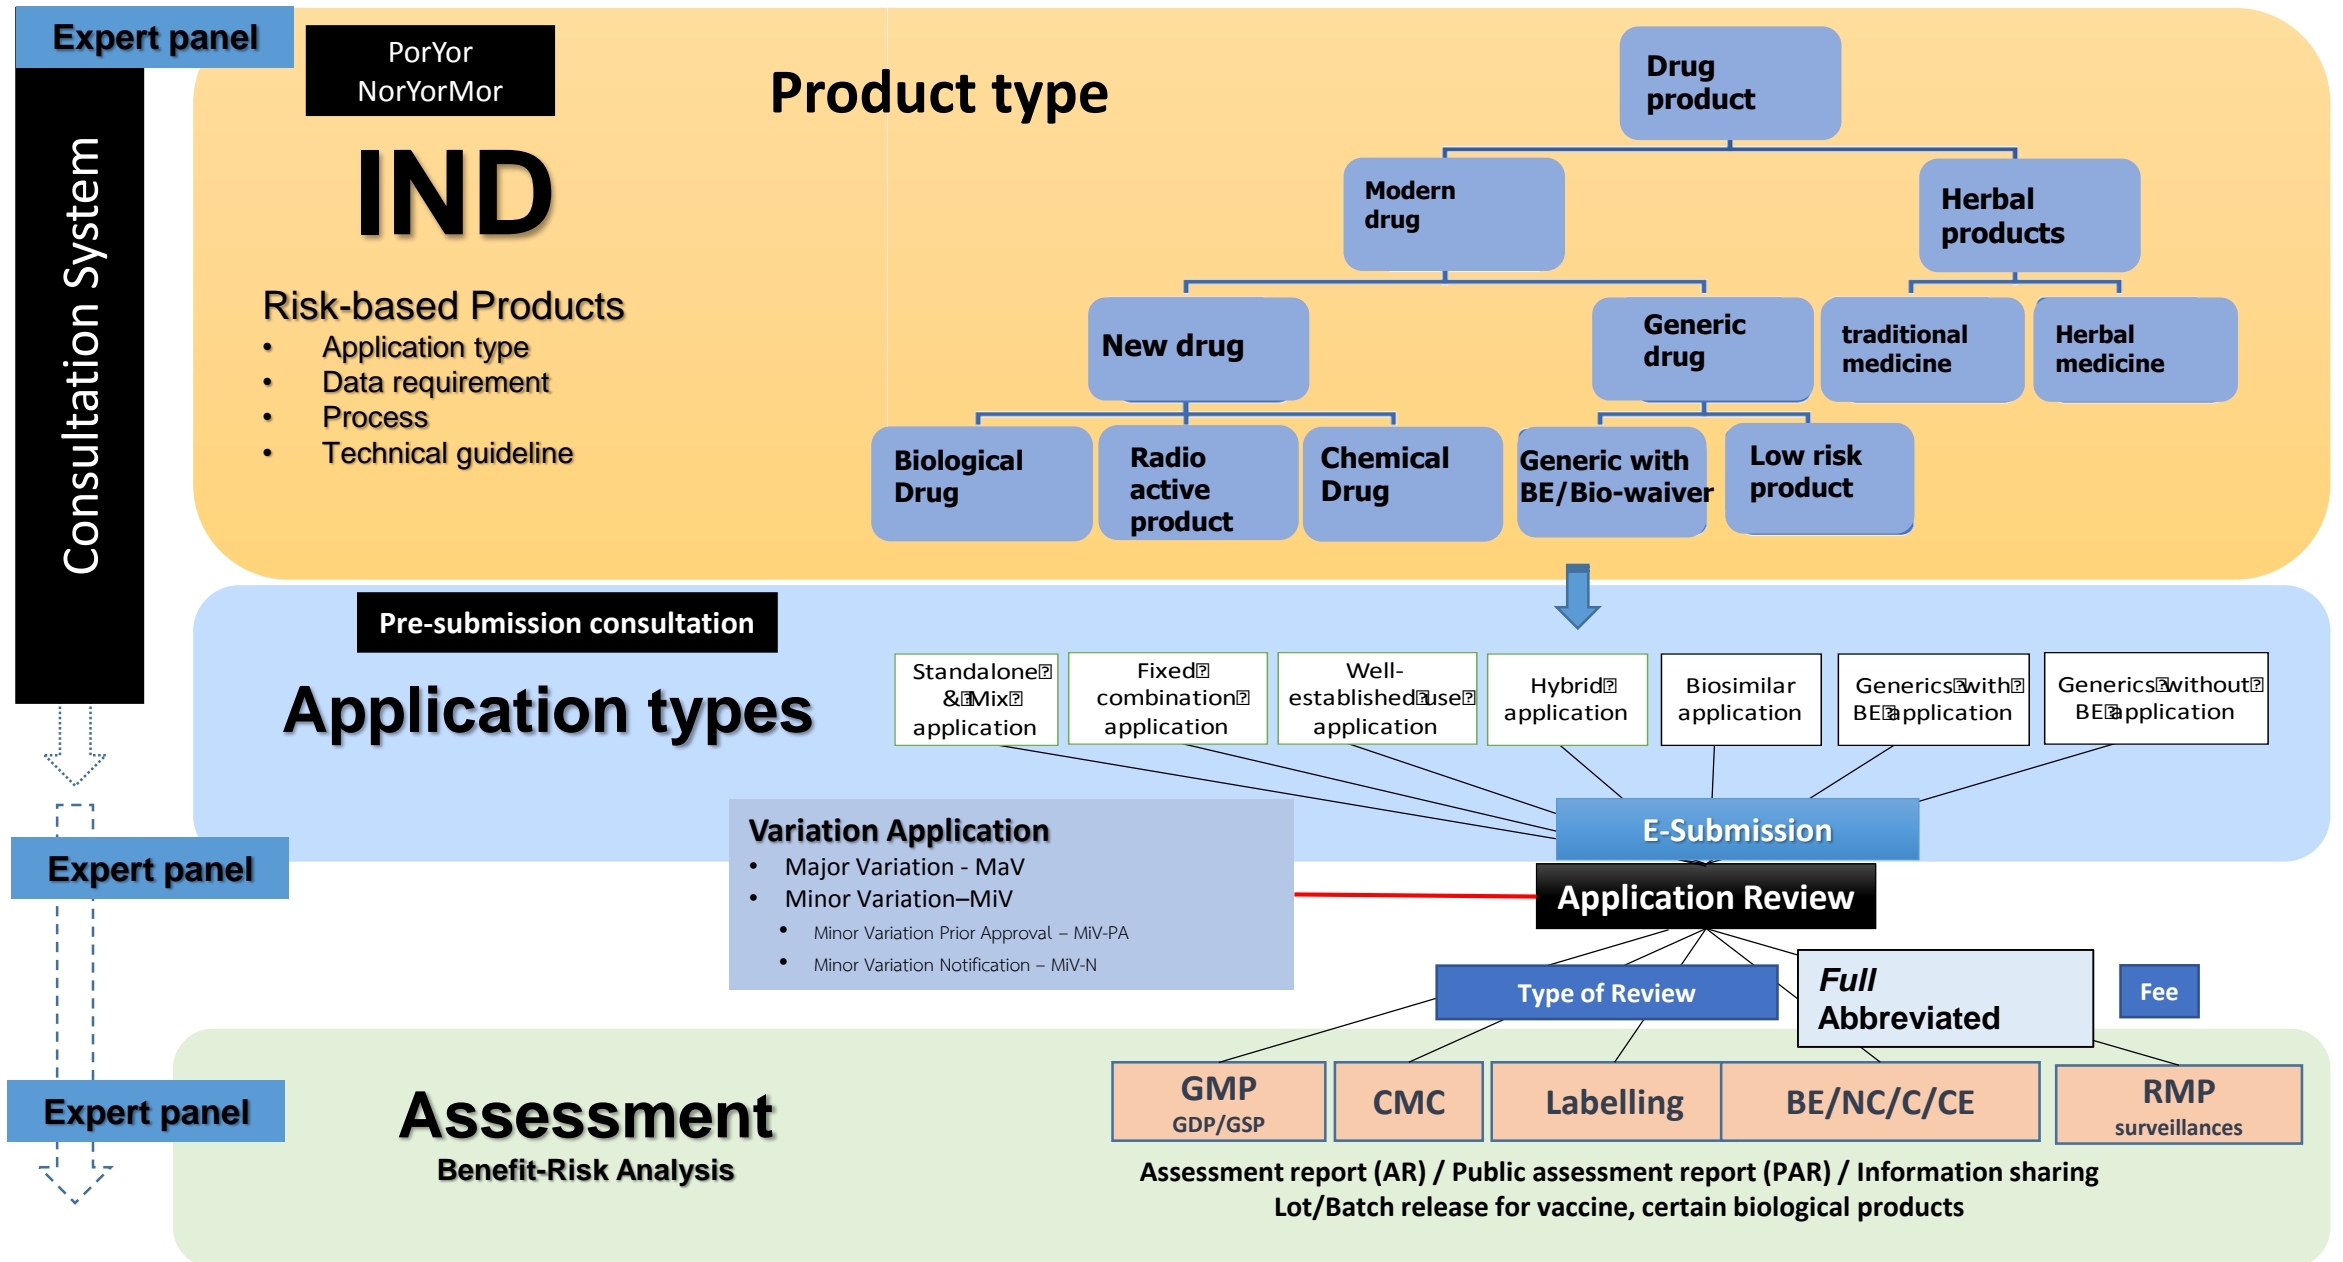 Expert panel
PorYor
NorYorMor
IND
Product type
Consultation System
Risk-based Products
• Application type
• Data requirement
• Process
• Technical guideline
Drug
product
Modern
drug
Herbal
products
New drug
Generic
drug
traditional
medicine
Herbal
medicine
Biological
Drug
Radio
active
product
Chemical
Drug
Generic with
BE/Bio-waiver
Low risk
product
Pre-submission consultation
Application types
Standalone
& Mix
application
Fixed
combination
application
Well-
established use
application
Hybrid
application
Biosimilar
application
Generics with
BE application
Generics without
BE application
E-Submission
Variation Application
• Major Variation - MaV
• Minor Variation–MiV
• Minor Variation Prior Approval – MiV-PA
• Minor Variation Notification – MiV-N
Expert panel
Application Review
Type of Review
Full
Abbreviated
Fee
Expert panel
Assessment
Benefit-Risk Analysis
GMP
GDP/GSP
CMC
Labelling
BE/NC/C/CE
RMP
surveillances
Assessment report (AR) / Public assessment report (PAR) / Information sharing
Lot/Batch release for vaccine, certain biological products